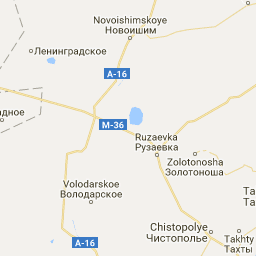 Novoishimskoye
Новоишим
Ленинградское
А-16
М-36
Ruzaevka
Рузаевка
Zolotonosha
Золотоноша
Volodarskoe
Володарское
Chistopolye
Чистополье
Takhty
Тахты
А-16